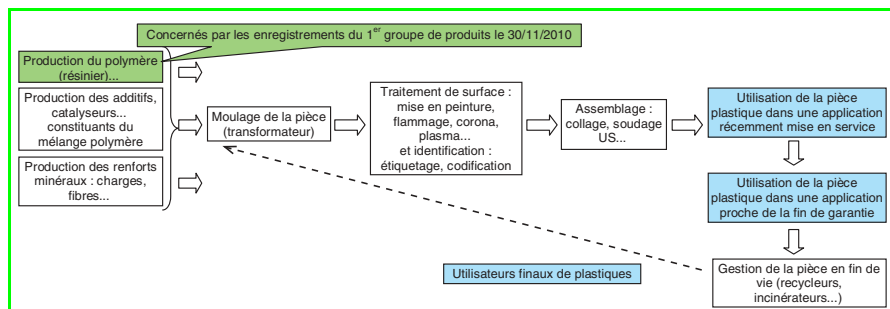 Concernés par les enregistrements du 1er groupe de produits le 30/11/2010
Production du polymère
(résinier)...
Production des additifs,
catalyseurs...
constituants du
mélange polymère
Production des renforts
minéraux : charges,
fibres...
Moulage de la pièce
(transformateur)
Traitement de surface :
mise en peinture,
flammage, corona,
plasma...
et identification :
étiquetage, codification
Assemblage :
collage, soudage
US...
Utilisation de la pièce
plastique dans une application
récemment mise en service
Utilisation de la pièce
plastique dans une application
proche de la fin de garantie
Gestion de la pièce en fin de
vie (recycleurs,
incinérateurs...)
Utilisateurs finaux de plastiques